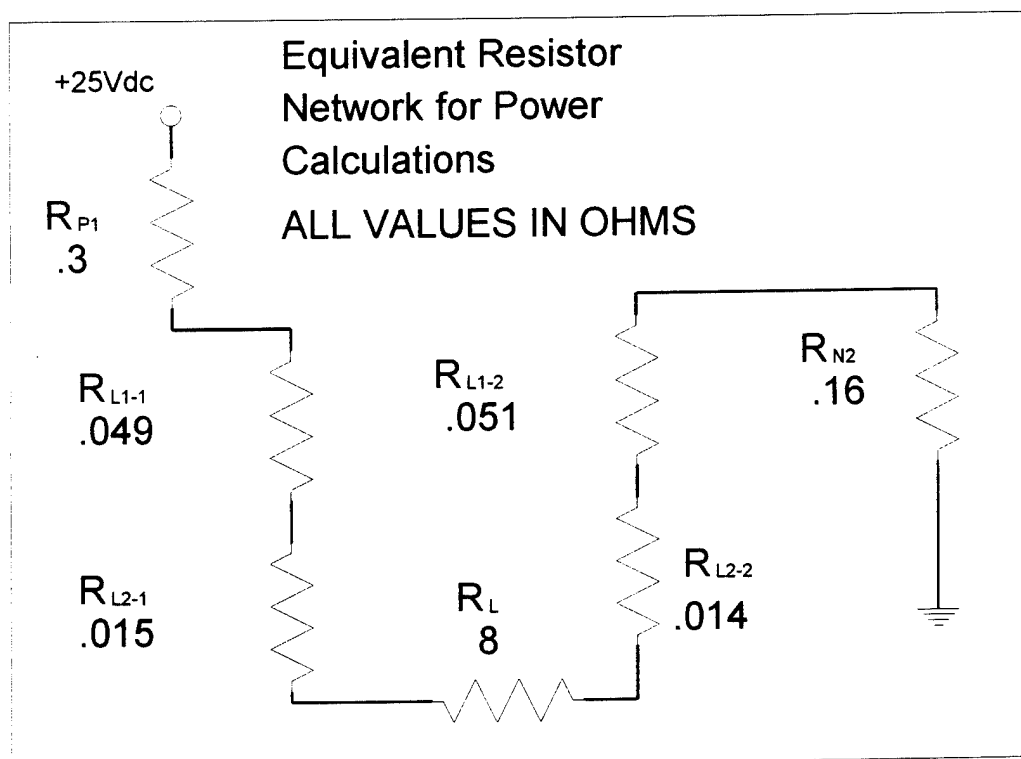 Equivalent Resistor
Network for Power
Calculations
ALL VALUES IN OHMS
+25Vdc
R P1
.3
R L1-1
.049
R L2-1
.015
R L
8
R L1-2
.051
R L2-2
.014
R N2
.16